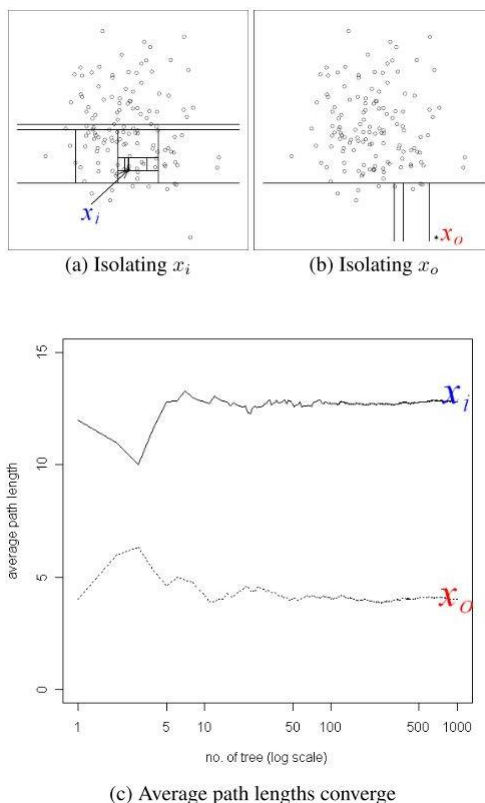 x_i
x_o
(a) Isolating x_i
(b) Isolating x_o
15
10
5
0
average path length
x_i
x_o
1 5 10 50 100 500 1000
no. of tree (log scale)
(c) Average path lengths converge